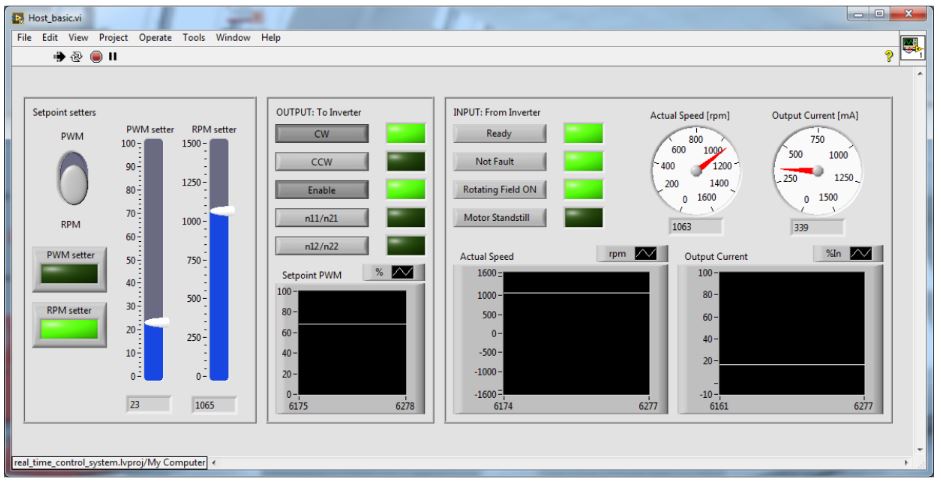 Host_basic.vi
File Edit View Project Operate Tools Window Help
?
1
Setpoint setters
PWM
RPM
PWM setter
RPM setter
PWM setter
100
90
80
70
60
50
40
30
20
10
0
23
RPM setter
1500
1250
1000
750
500
250
0
1065
OUTPUT: To Inverter
CW
CCW
Enable
n11/n21
n12/n22
Setpoint PWM
%
100
80
60
40
20
0
6175 6278
INPUT: From Inverter
Ready
Not Fault
Rotating Field ON
Motor Standstill
Actual Speed [rpm]
800
600 1000
400 1200
200 1400
0 1600
1063
Output Current [mA]
750
500 1000
250 1250
0 1500
339
Actual Speed
rpm
1600
1000
500
0
-500
-1000
-1600
6174 6277
Output Current
%In
100
80
60
40
20
-10
6161 6277
real_time_control_system.lvproj/My Computer